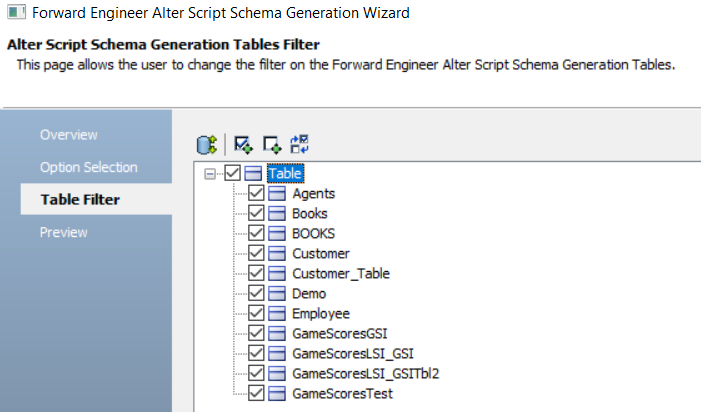 Forward Engineer Alter Script Schema Generation Wizard
Alter Script Schema Generation Tables Filter
This page allows the user to change the filter on the Forward Engineer Alter Script Schema Generation Tables.
Overview
Option Selection
Table Filter
Preview
Table
Agents
Books
BOOKS
Customer
Customer_Table
Demo
Employee
GameScoresGSI
GameScoresLSI_GSI
GameScoresLSI_GSITbl2
GameScoresTest